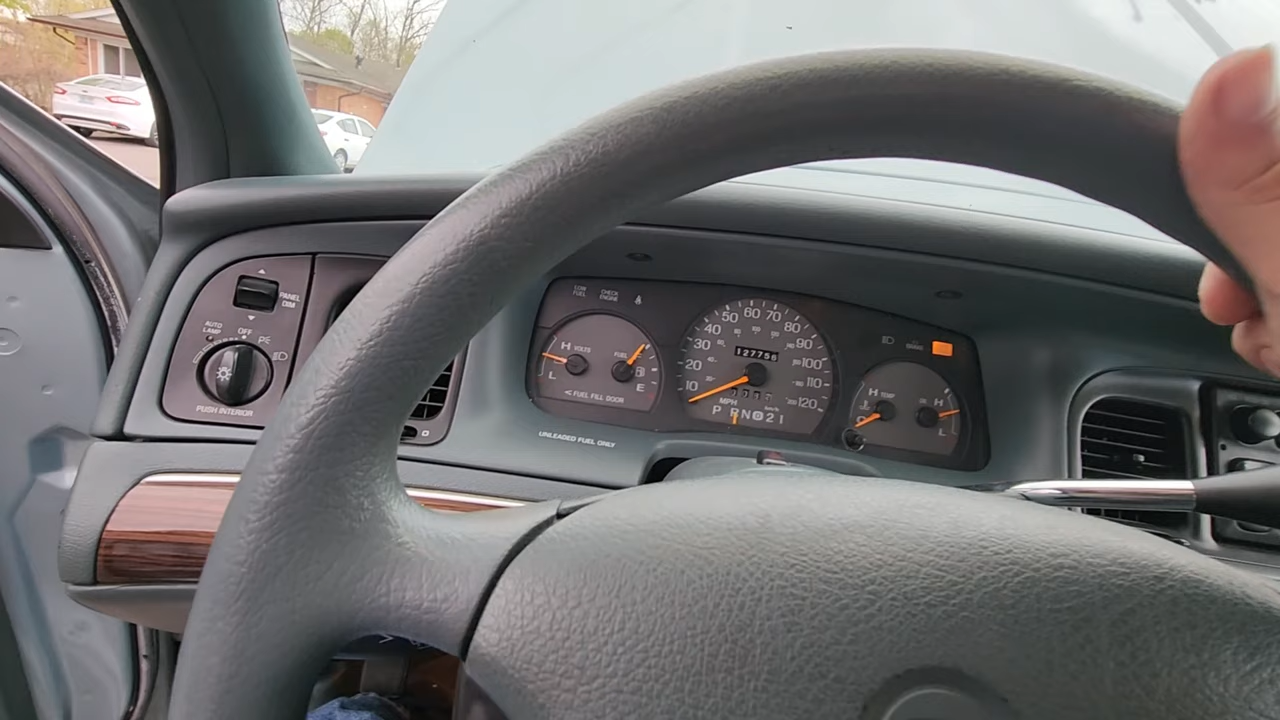 PANEL
DIM
AUTO
LAMP
OFF
PUSH INTERIOR
LOW
FUEL
CHECK
ENGINE
H
VOLTS
L
FUEL
E
< FUEL FILL DOOR
UNLEADED FUEL ONLY
10
20
30
40
50
60
70
80
90
100
110
120
127756
MPH
P R N D 2 1
H
TEMP
C
H
L